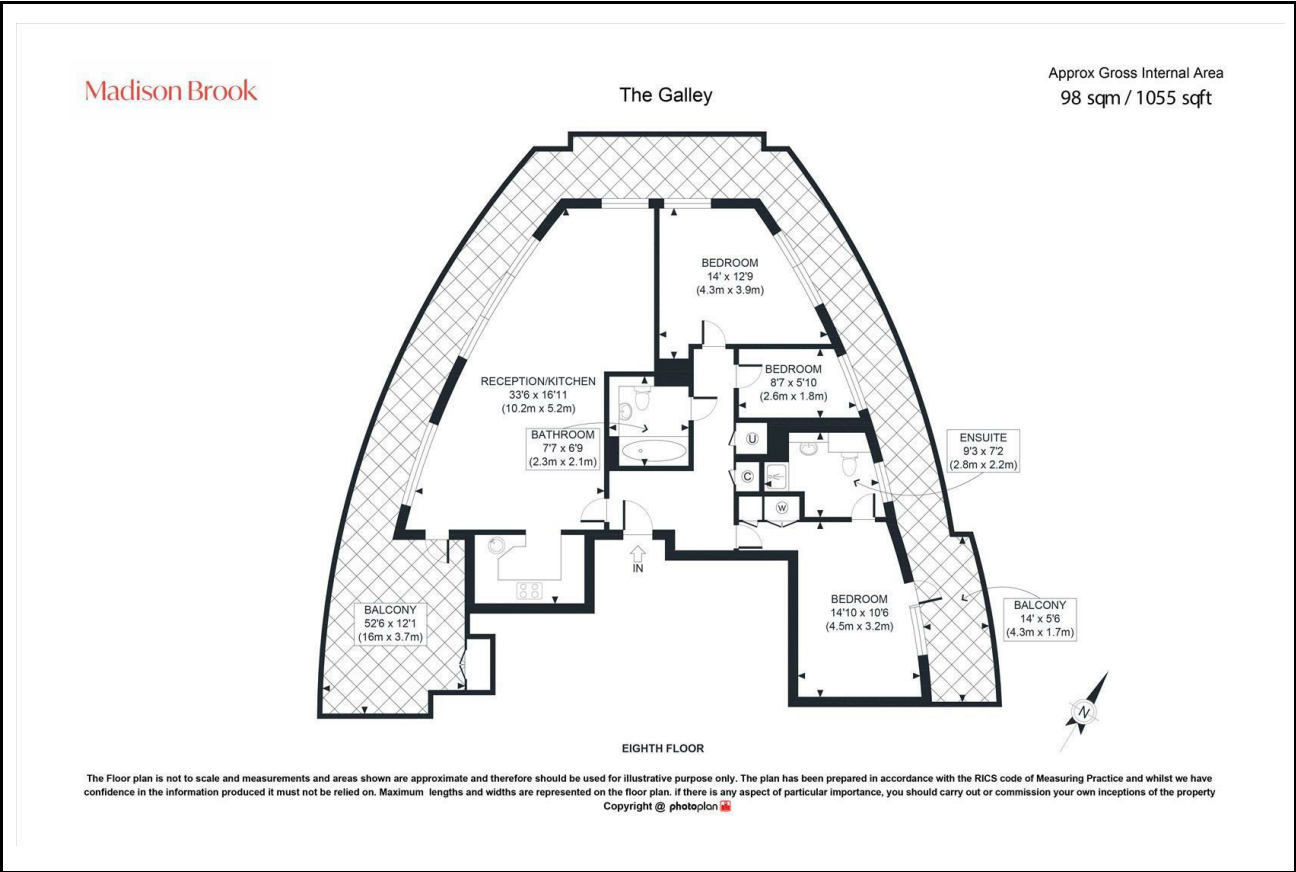 Madison Brook
The Galley
Approx Gross Internal Area
98 sqm / 1055 sqft
BEDROOM
14' x 12'9
(4.3m x 3.9m)
RECEPTION/KITCHEN
33'6 x 16'11
(10.2m x 5.2m)
BEDROOM
8'7 x 5'10
(2.6m x 1.8m)
BATHROOM
7'7 x 6'9
(2.3m x 2.1m)
U
ENSUITE
9'3 x 7'2
(2.8m x 2.2m)
C
W
IN
BALCONY
52'6 x 12'1
(16m x 3.7m)
BEDROOM
14'10 x 10'6
(4.5m x 3.2m)
BALCONY
14' x 5'6
(4.3m x 1.7m)
N
EIGHTH FLOOR
The Floor plan is not to scale and measurements and areas shown are approximate and therefore should be used for illustrative purpose only. The plan has been prepared in accordance with the RICS code of Measuring Practice and whilst we have
confidence in the information produced it must not be relied on. Maximum lengths and widths are represented on the floor plan. if there is any aspect of particular importance, you should carry out or commission your own inceptions of the property
Copyright @ photoplan